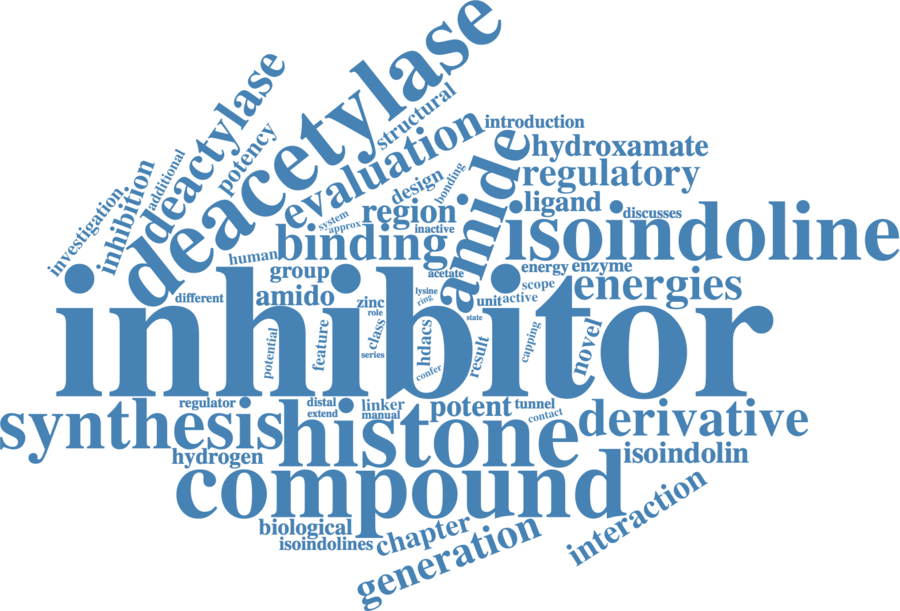 deacetylase
deactylase
structural
potency
additional
evaluation
introduction
inhibition
investigation
amide
hydroxamate
design
bonding
regulatory
region
ligand
system
approx
inactive
discusses
isoindoline
binding
human
group
acetate
energy
enzyme
energies
different
amido
zinc
role
lysine
ring
unit
active
scope
state
inhibitor
potential
feature
class
series
hdacs
confer
result
capping
novel
regulator
distal
extend
linker
manual
potent
tunnel
contact
derivative
synthesis
histone
hydrogen
isoindolin
compound
interaction
biological
isoindolines
chapter
generation